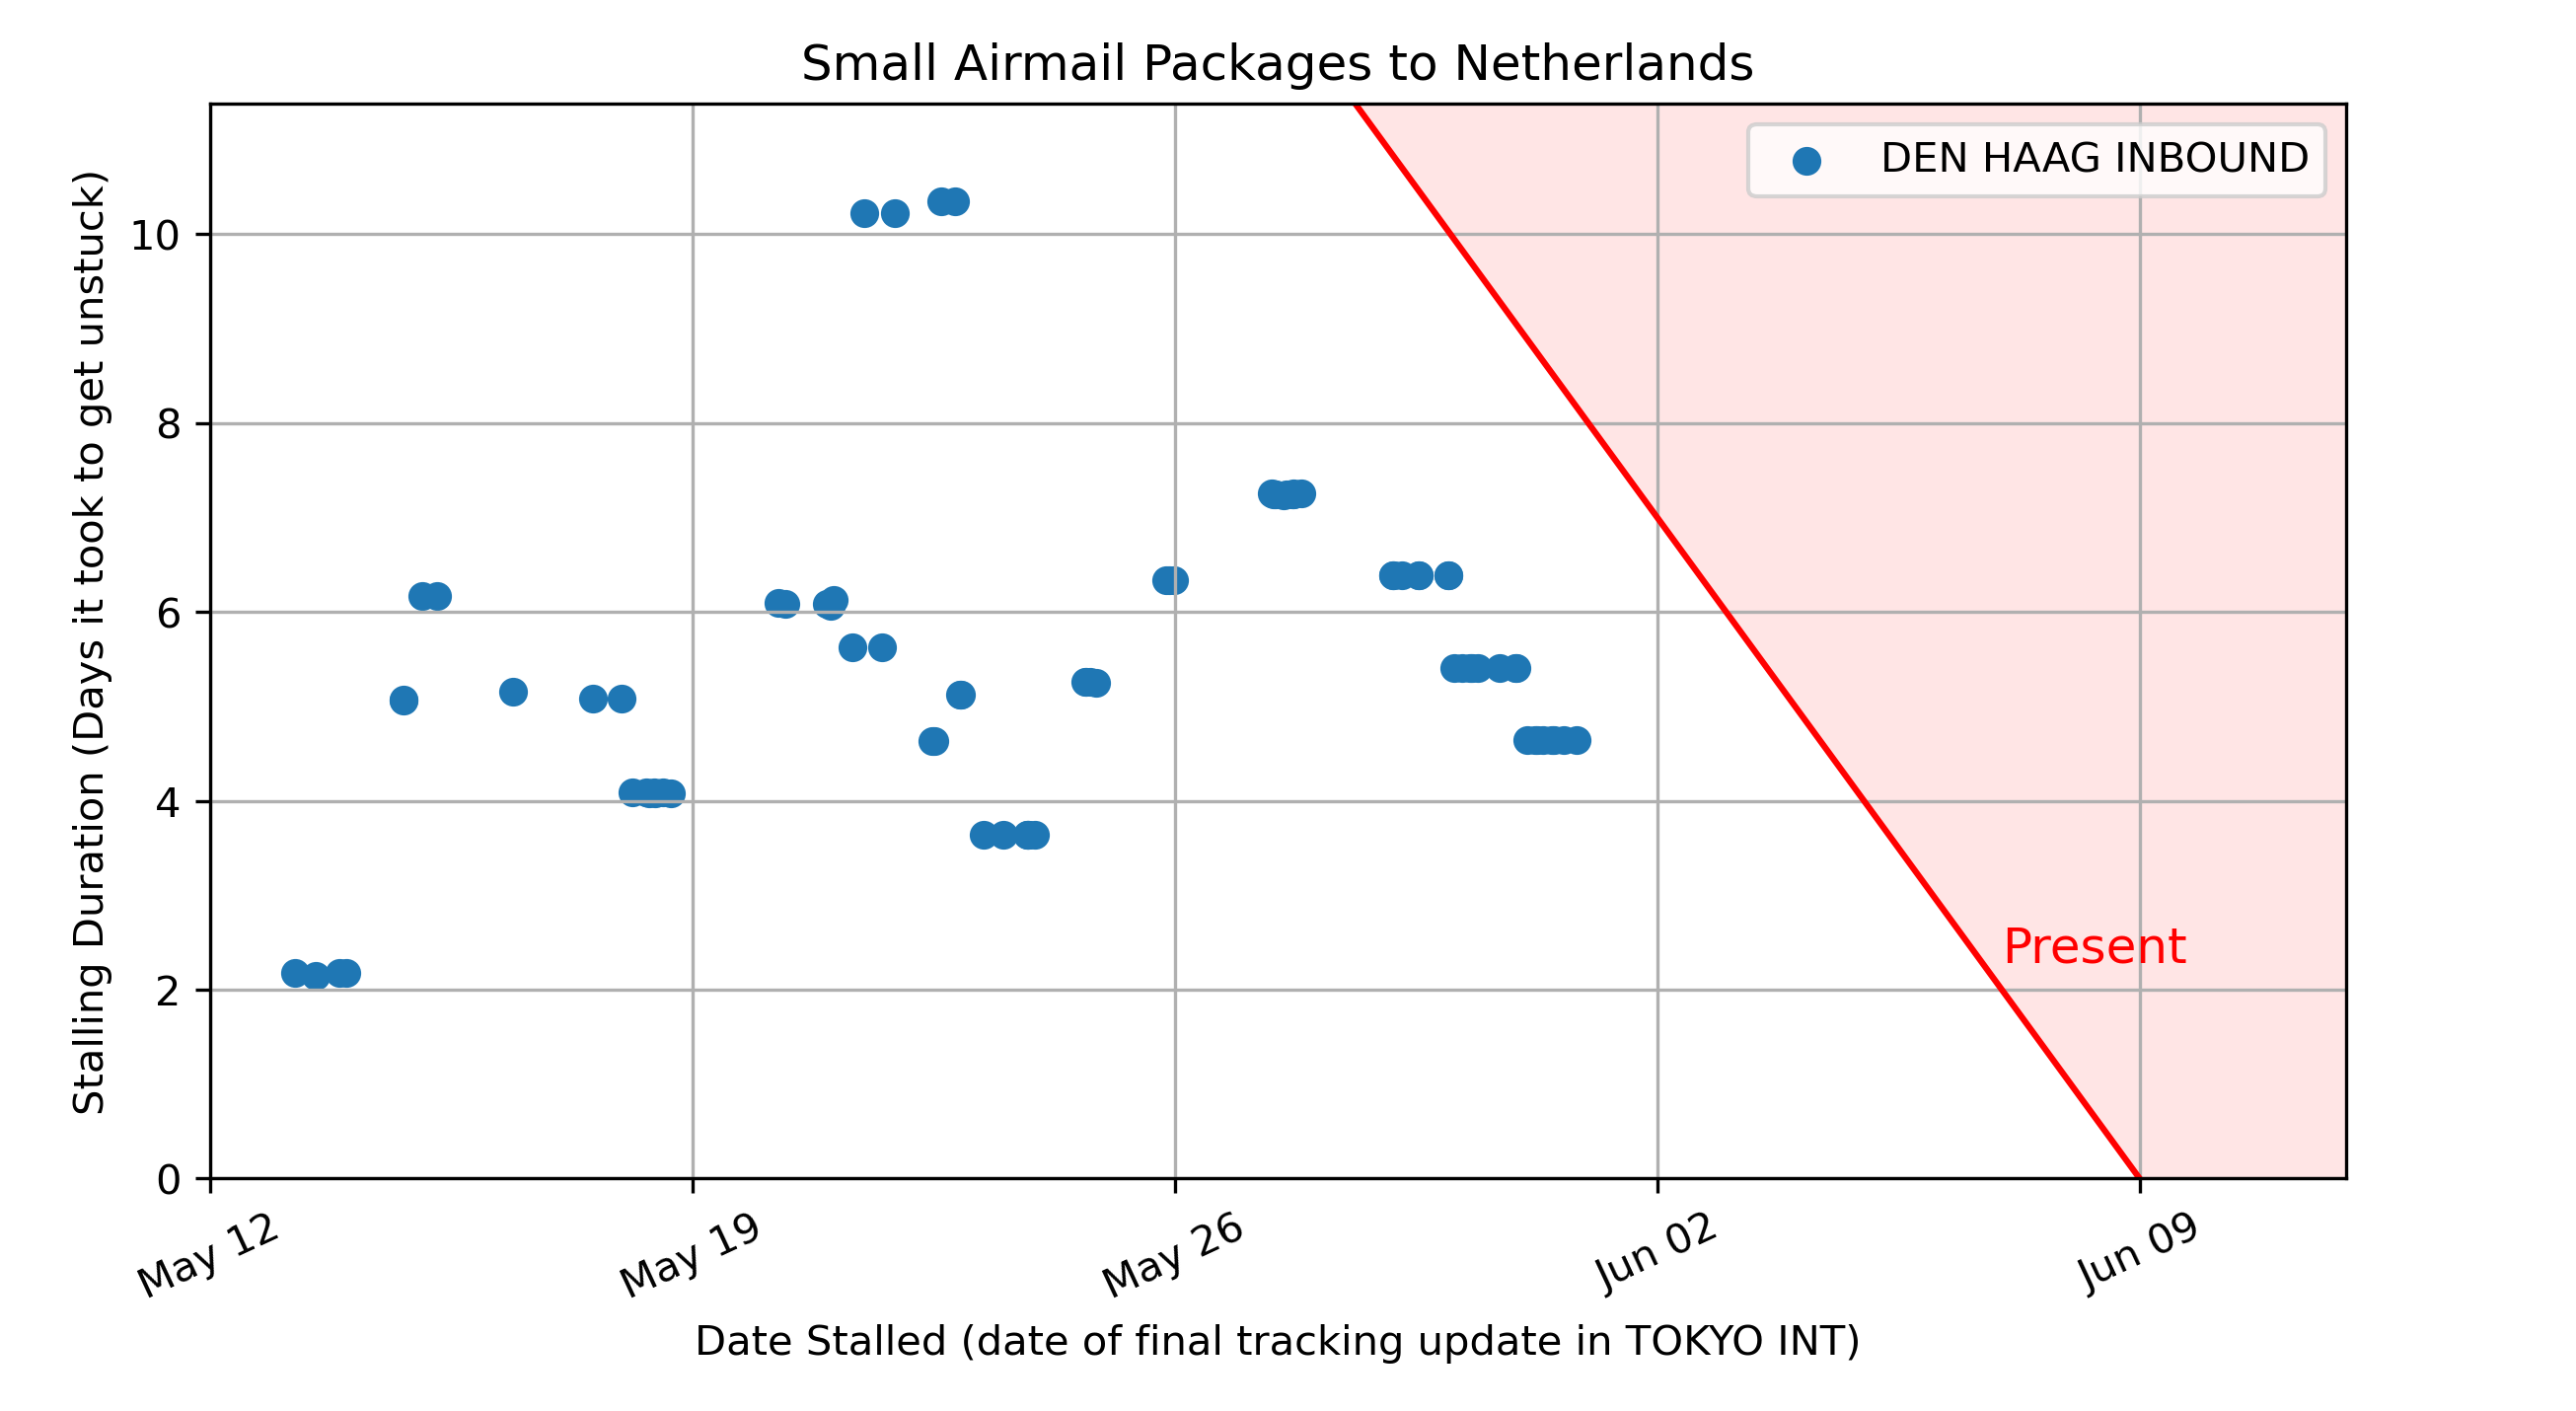 Small Airmail Packages to Netherlands
DEN HAAG INBOUND
Stalling Duration (Days it took to get unstuck)
10
8
6
4
2
0
Present
May 12
May 19
May 26
Jun 02
Jun 09
Date Stalled (date of final tracking update in TOKYO INT)